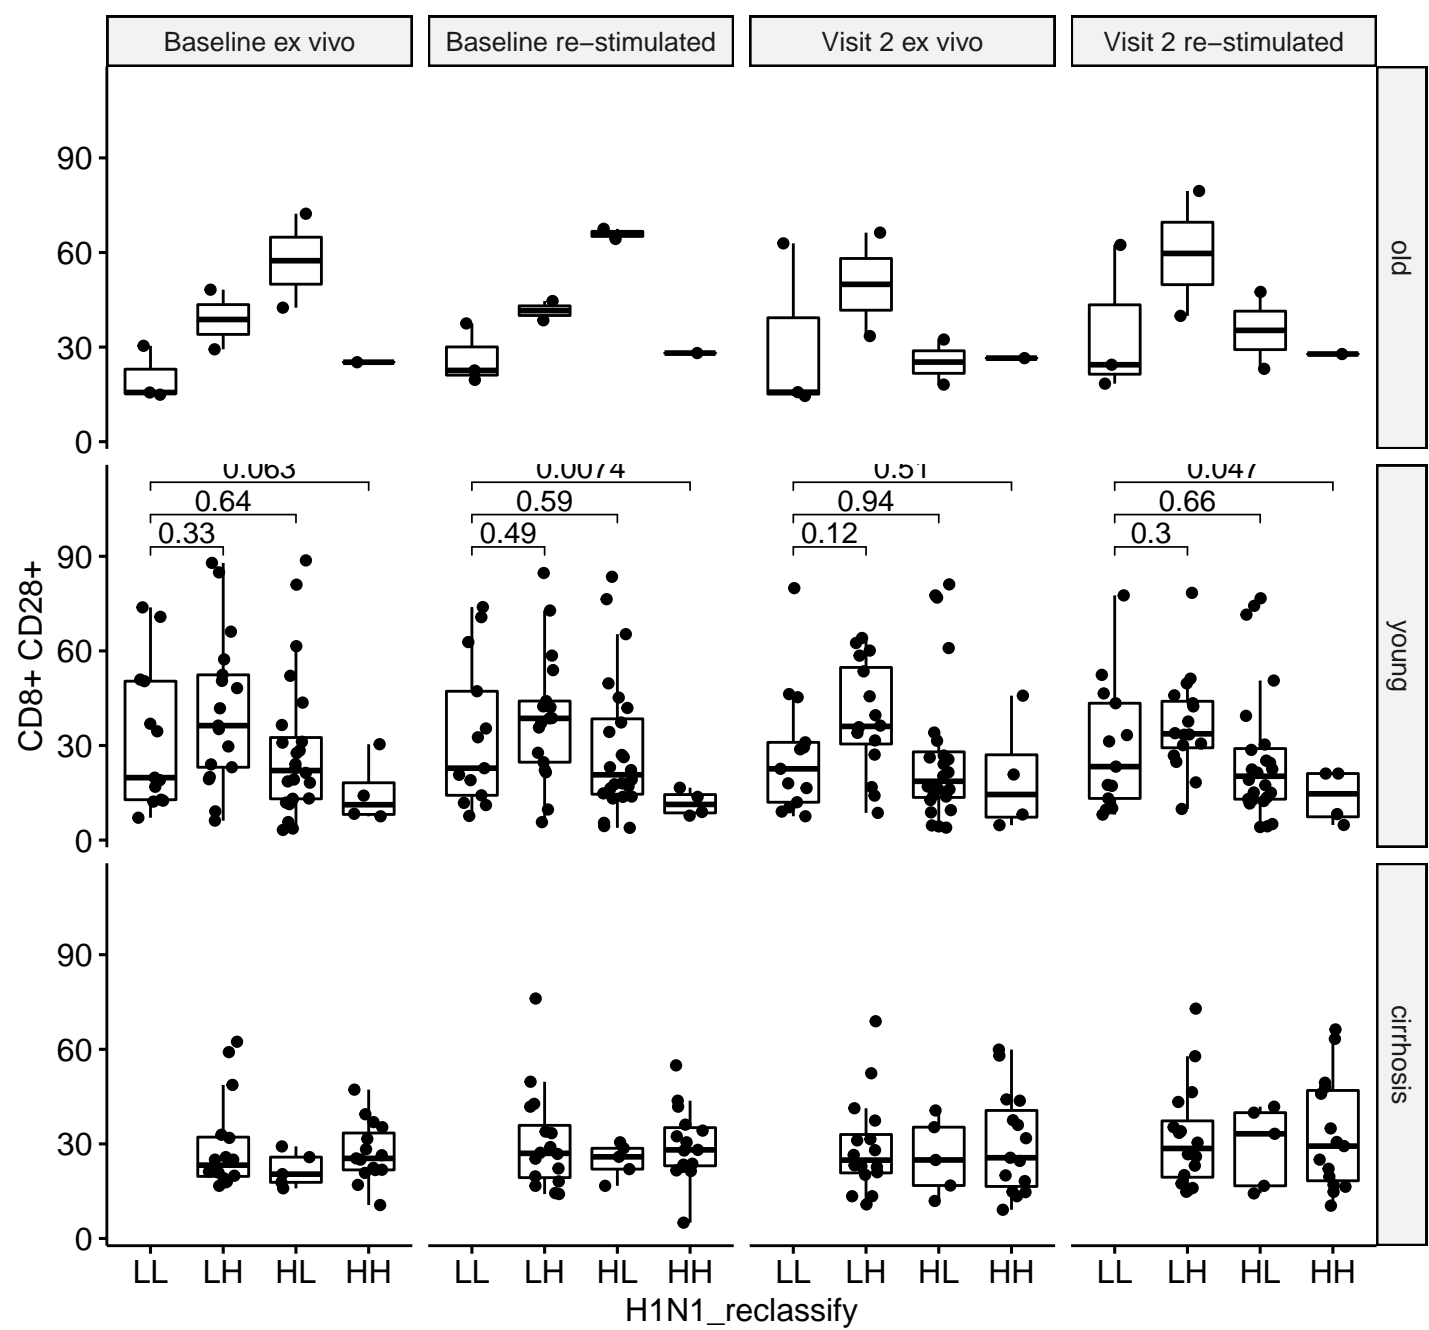 Baseline ex vivo
Baseline re−stimulated
Visit 2 ex vivo
Visit 2 re−stimulated
old
90
60
30
0
young
0.063
0.64
0.33
0.0074
0.59
0.49
0.51
0.94
0.12
0.047
0.66
0.3
90
60
30
0
CD8+ CD28+
cirrhosis
90
60
30
0
LL LH HL HH
LL LH HL HH
LL LH HL HH
LL LH HL HH
H1N1_reclassify